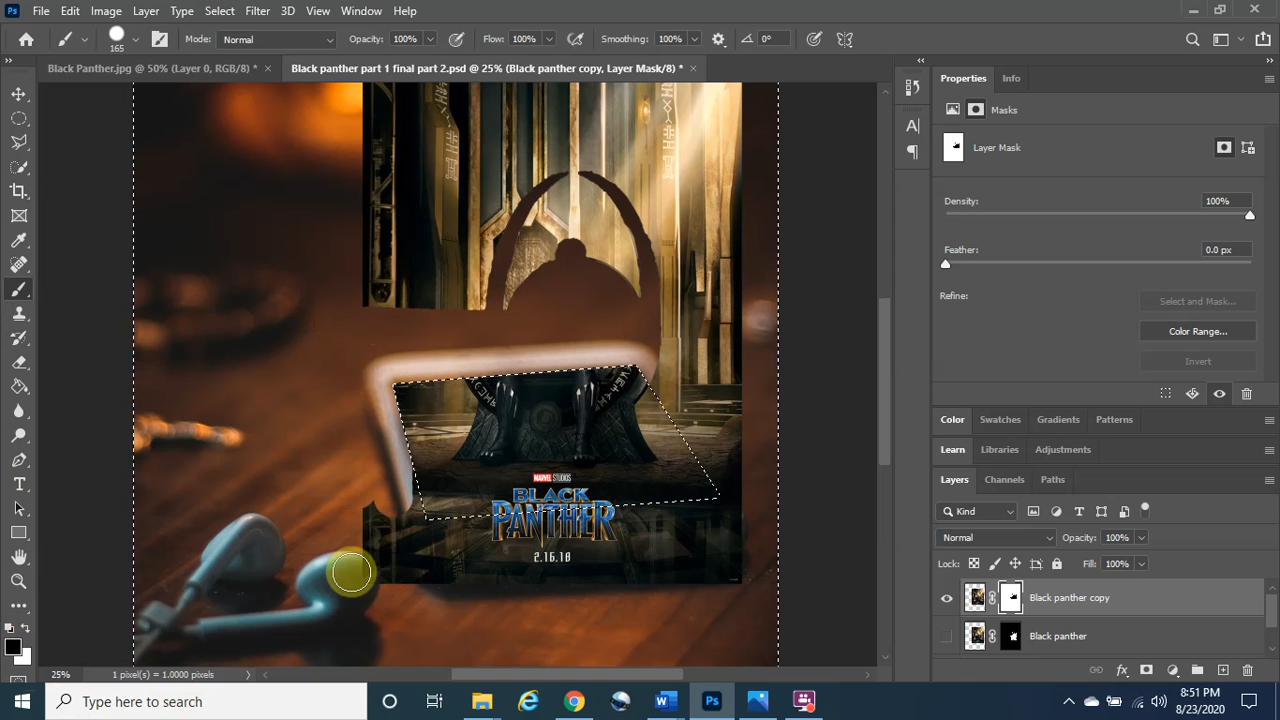 Ps File Edit Image Layer Type Select Filter 3D View Window Help
165 Mode: Normal Opacity: 100% Flow: 100% Smoothing: 100% 0°
Black Panther.jpg @ 50% (Layer 0, RGB/8) * × Black panther part 1 final part 2.psd @ 25% (Black panther copy, Layer Mask/8) * ×
Properties Info
Masks
Layer Mask
Density: 100%
Feather: 0.0 px
Refine: Select and Mask...
Color Range...
Invert
Color Swatches Gradients Patterns
Learn Libraries Adjustments
Layers Channels Paths
Kind
Normal Opacity: 100%
Lock: Fill: 100%
Black panther copy
Black panther
MARVEL STUDIOS
BLACK
PANTHER
2.16.18
25% 1 pixel(s) = 1.0000 pixels
Type here to search
8:51 PM
8/23/2020